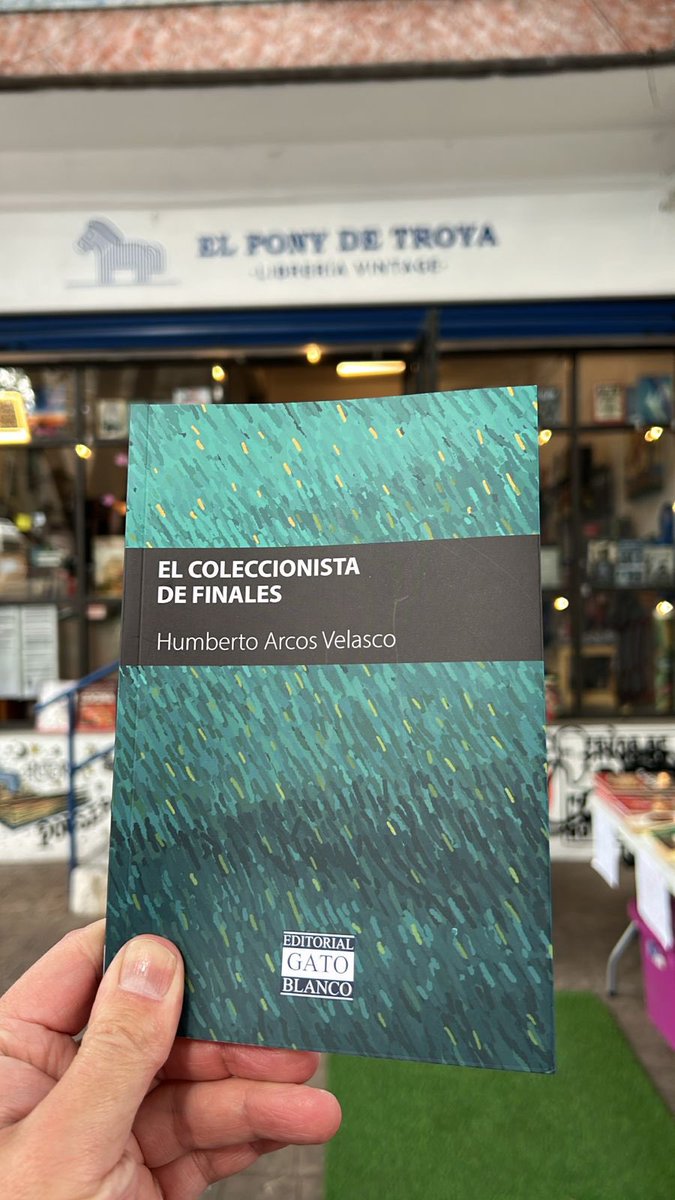 EL PONY DE TROYA
-LIBRERÍA VINTAGE-
EL COLECCIONISTA
DE FINALES
Humberto Arcos Velasco
EDITORIAL
GATO
BLANCO